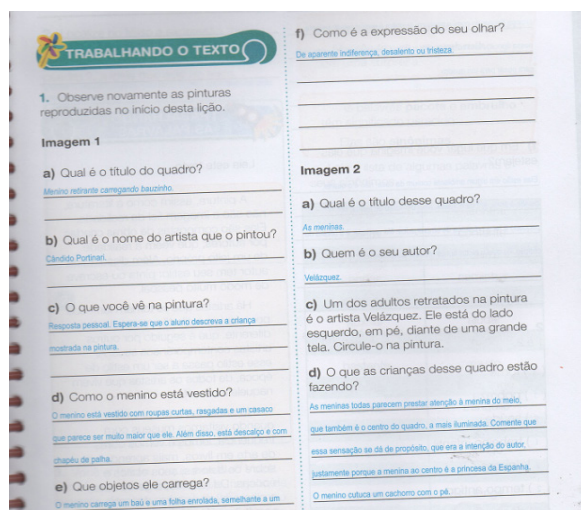 TRABALHANDO O TEXTO
1. Observe novamente as pinturas
reproduzidas no início desta lição.
Imagem 1
a) Qual é o título do quadro?
Menino retirante carregando bauzinho.
b) Qual é o nome do artista que o pintou?
Cândido Portinari.
c) O que você vê na pintura?
Resposta pessoal. Espera-se que o aluno descreva a criança
mostrada na pintura.
d) Como o menino está vestido?
O menino está vestido com roupas curtas, rasgadas e um casaco
que parece ser muito maior que ele. Além disso, está descalço e com
chapéu de palha.
e) Que objetos ele carrega?
O menino carrega um baú e uma folha enrolada, semelhante a um
f) Como é a expressão do seu olhar?
De aparente indiferença, desalento ou tristeza.
Imagem 2
a) Qual é o título desse quadro?
As meninas.
b) Quem é o seu autor?
Velázquez.
c) Um dos adultos retratados na pintura
é o artista Velázquez. Ele está do lado
esquerdo, em pé, diante de uma grande
tela. Circule-o na pintura.
d) O que as crianças desse quadro estão
fazendo?
As meninas todas parecem prestar atenção à menina do meio,
que também é o centro do quadro, a mais iluminada. Comente que
essa sensação se dá de propósito, que era a intenção do autor,
justamente porque a menina ao centro é a princesa da Espanha.
O menino cutuca um cachorro com o pé.